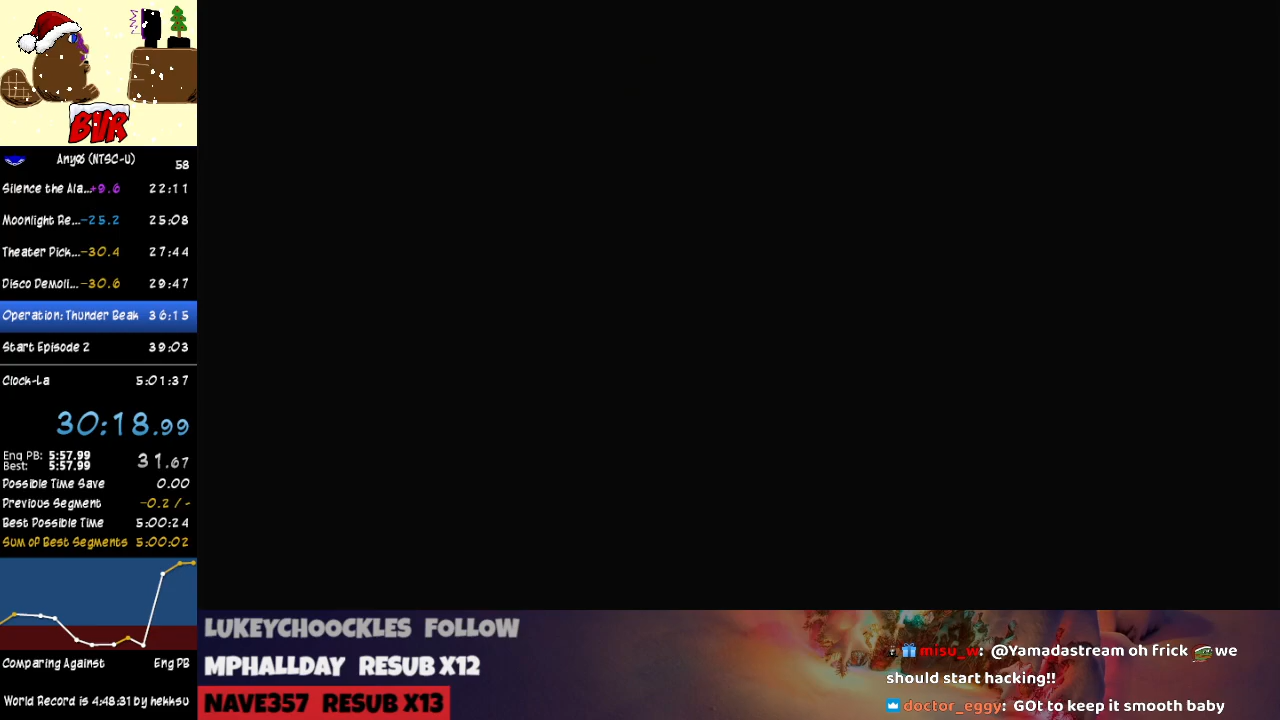 BVR
Any% (NTSC-U)
58
Silence the Ala... +9.6 22:11
Moonlight Re... -25.2 25:08
Theater Pick... -30.4 27:44
Disco Demoli... -30.6 29:47
Operation: Thunder Beak 36:15
Start Episode 2 39:03
Clock-La 5:01:37
30:18.99
Eng PB: 5:57.99
Best: 5:57.99
31.67
Possible Time Save 0.00
Previous Segment -0.2 / -
Best Possible Time 5:00:24
Sum of Best Segments 5:00:02
Comparing Against Eng PB
World Record is 4:48:31 by hekksu
LUKEYCHOOCKLES FOLLOW
MPHALLDAY RESUB X12
NAVE357 RESUB X13
misu_w: @Yamadastream oh frick we
should start hacking!!
doctor_eggy: GOt to keep it smooth baby